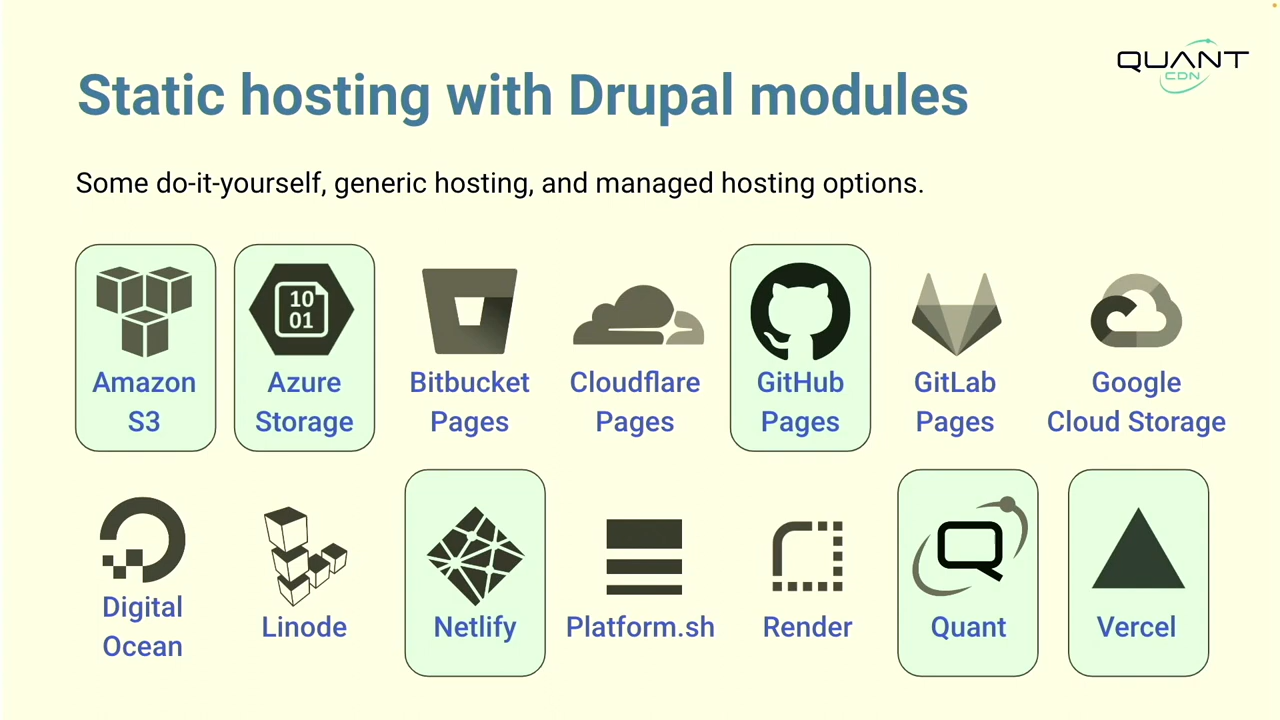 QUANT
CDN
Static hosting with Drupal modules
Some do-it-yourself, generic hosting, and managed hosting options.
10
01
Amazon
S3
Azure
Storage
Bitbucket
Pages
Cloudflare
Pages
GitHub
Pages
GitLab
Pages
Google
Cloud Storage
Digital
Ocean
Linode
Netlify
Platform.sh
Render
Q
Quant
Vercel